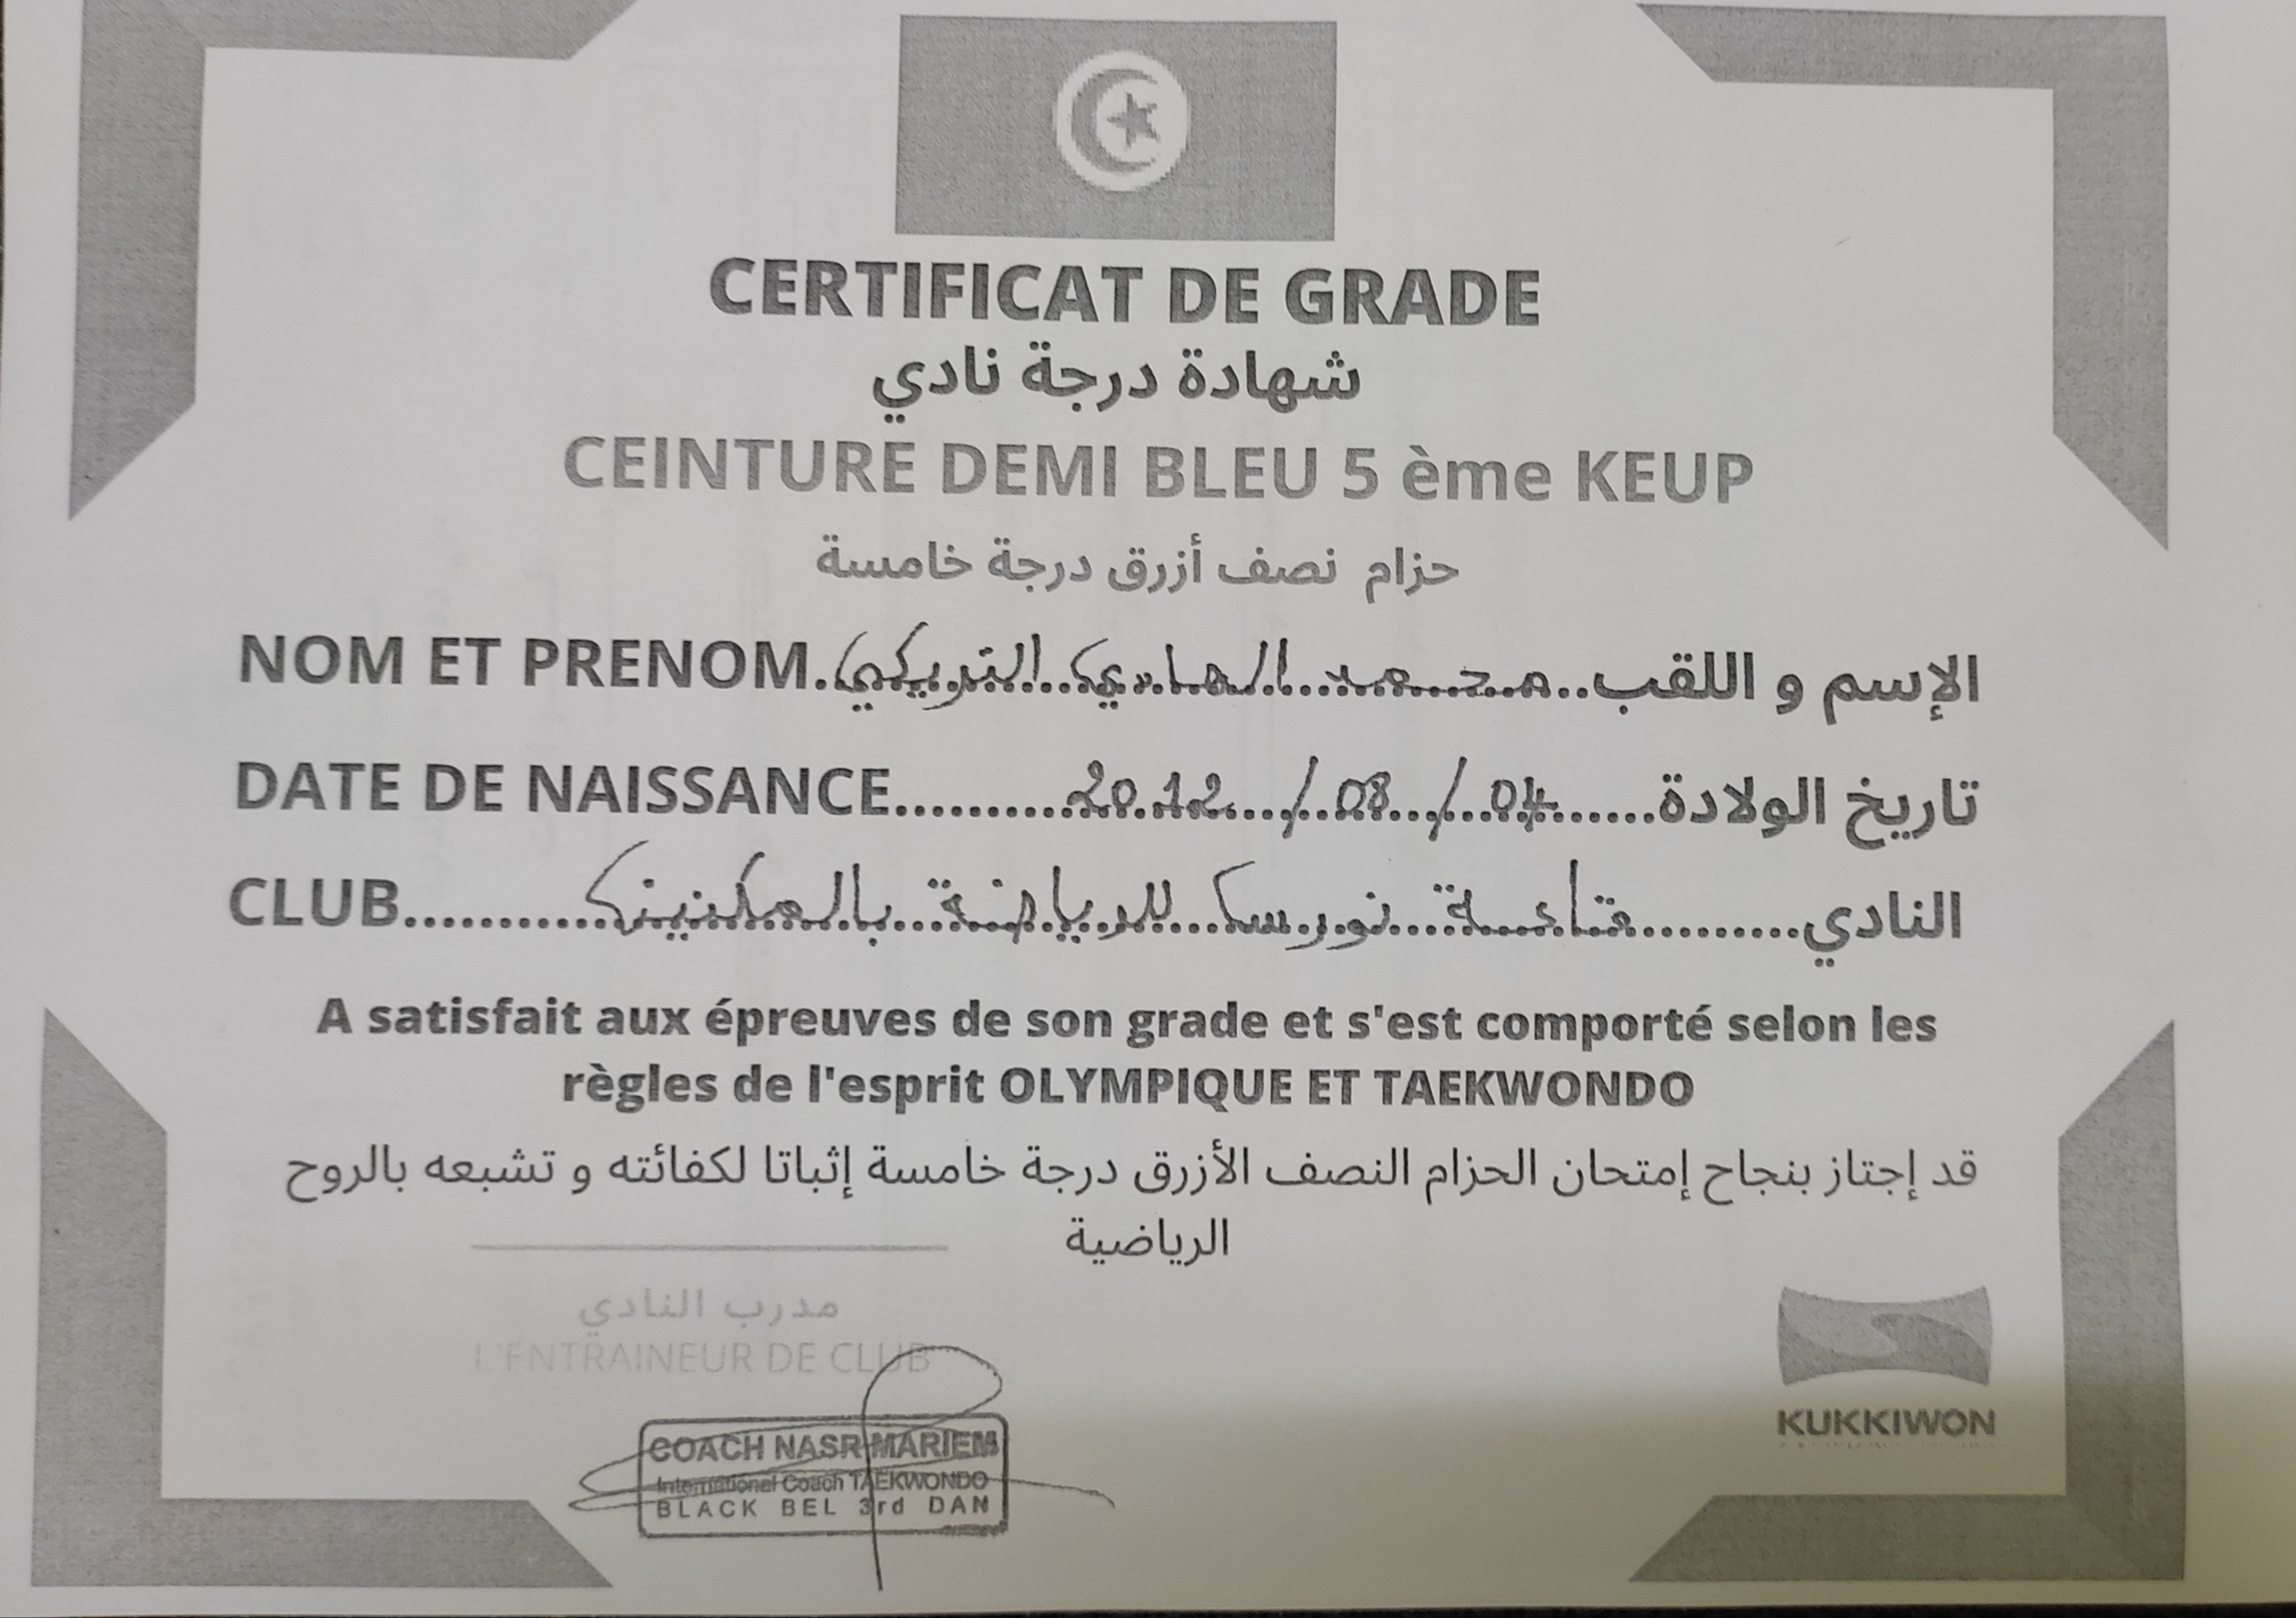 CERTIFICAT DE GRADE
شهادة درجة نادي
CEINTURE DEMI BLEU 5 ème KEUP
حزام نصف أزرق درجة خامسة
NOM ET PRENOM. محمد الهادي التريكي الإسم و اللقب
DATE DE NAISSANCE 04 / 08 / 2012 تاريخ الولادة
CLUB قاعة نورسكا للرياضة بالمكنين النادي
A satisfait aux épreuves de son grade et s'est comporté selon les
règles de l'esprit OLYMPIQUE ET TAEKWONDO
قد إجتاز بنجاح إمتحان الحزام النصف الأزرق درجة خامسة إثباتا لكفائته و تشبعه بالروح
الرياضية
مدرب النادي
L'ENTRAINEUR DE CLUB
COACH NASR MARIEM
International Coach TAEKWONDO
BLACK BEL 3rd DAN
KUKKIWON